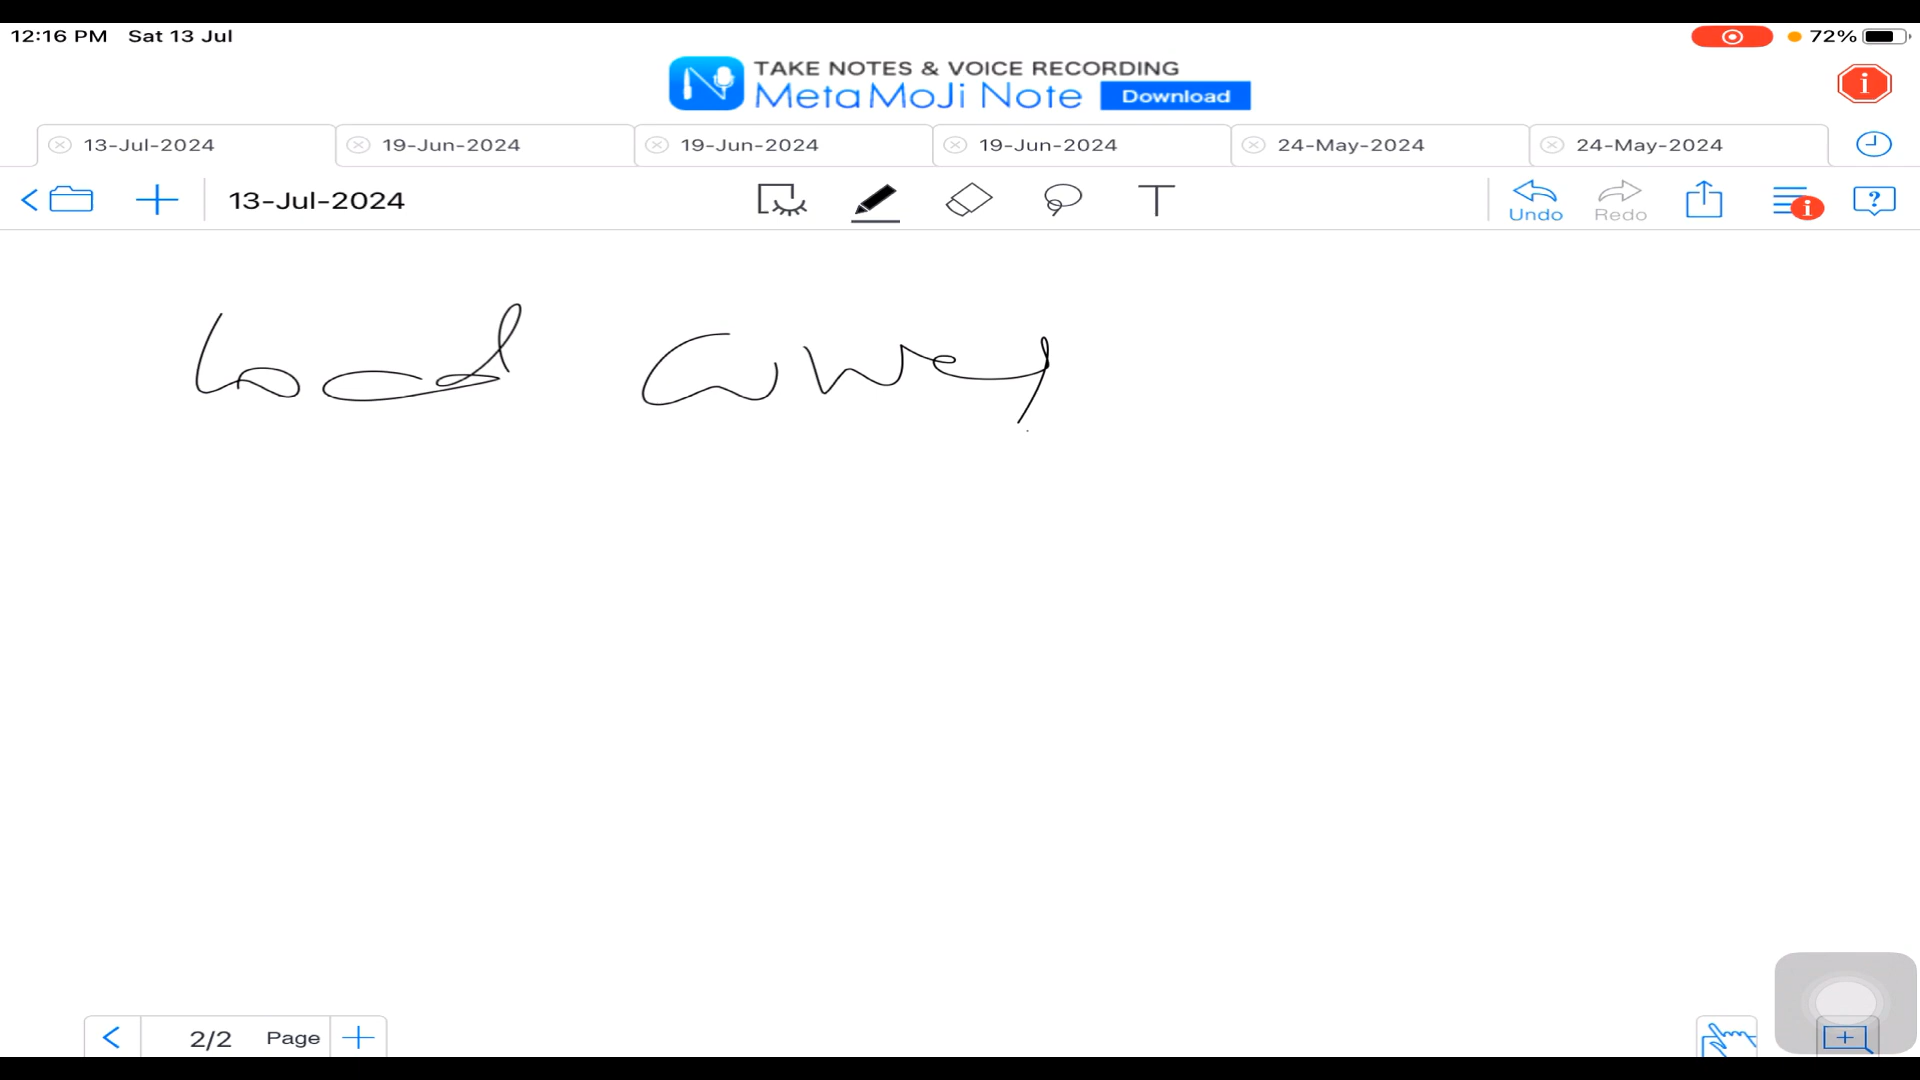 12:16 PM Sat 13 Jul 72%
TAKE NOTES & VOICE RECORDING
MetaMoJi Note Download
13-Jul-2024 19-Jun-2024 19-Jun-2024 19-Jun-2024 24-May-2024 24-May-2024
13-Jul-2024 T Undo Redo
local
2/2 Page